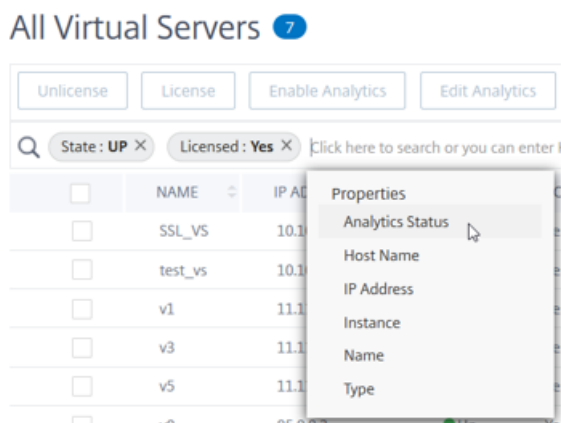 All Virtual Servers 7
Unlicense License Enable Analytics Edit Analytics
State : UP × Licensed : Yes × Click here to search or you can enter
NAME IP AD
Properties
Analytics Status
SSL_VS 10.1
Host Name
test_vs 10.1
IP Address
v1 11.1
Instance
v3 11.1
Name
v5 11.1
Type